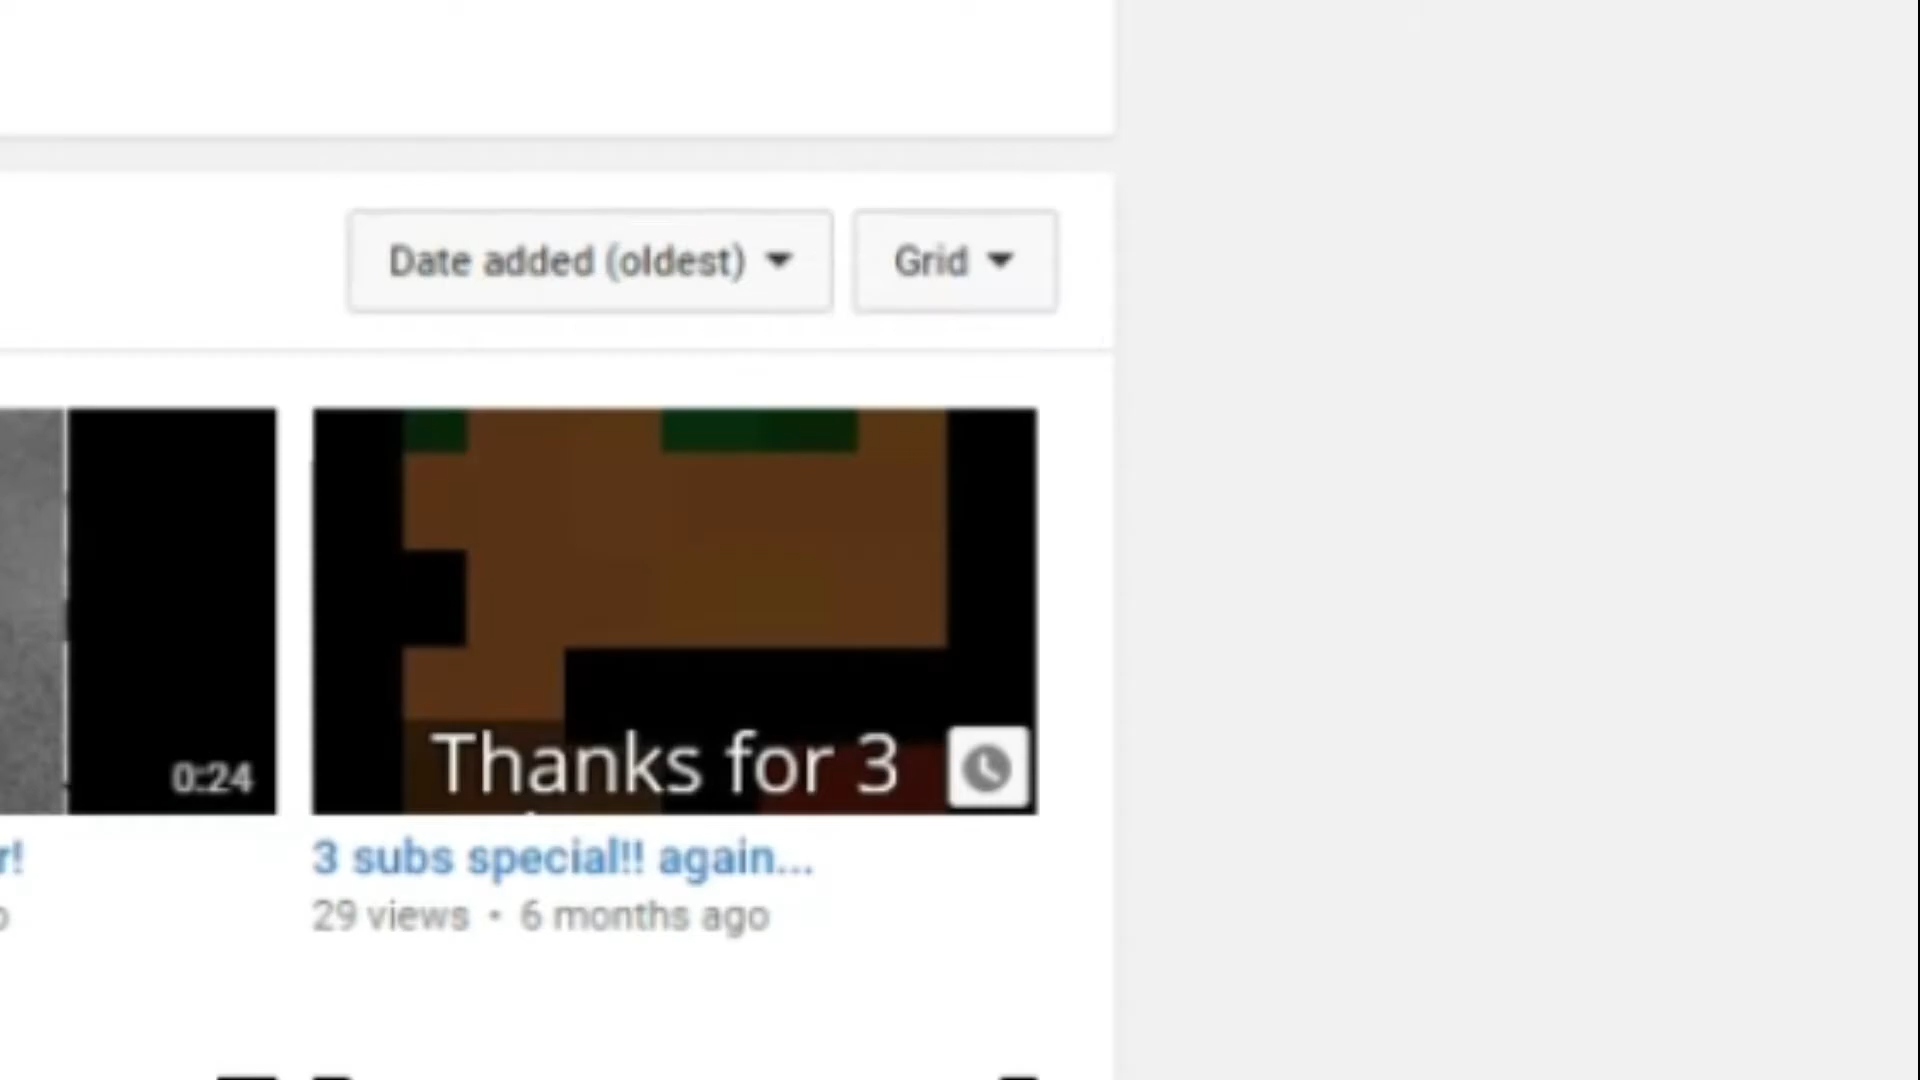 Date added (oldest)
Grid
0:24
Thanks for 3
r!
3 subs special!! again...
29 views • 6 months ago